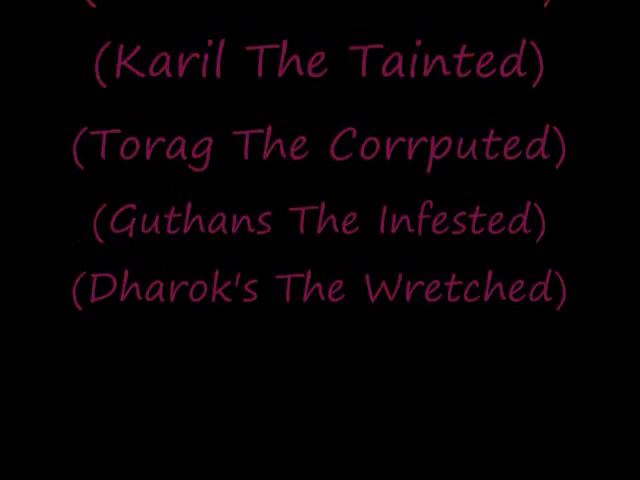 (Karil The Tainted)
(Torag The Corrputed)
(Guthans The Infested)
(Dharok's The Wretched)